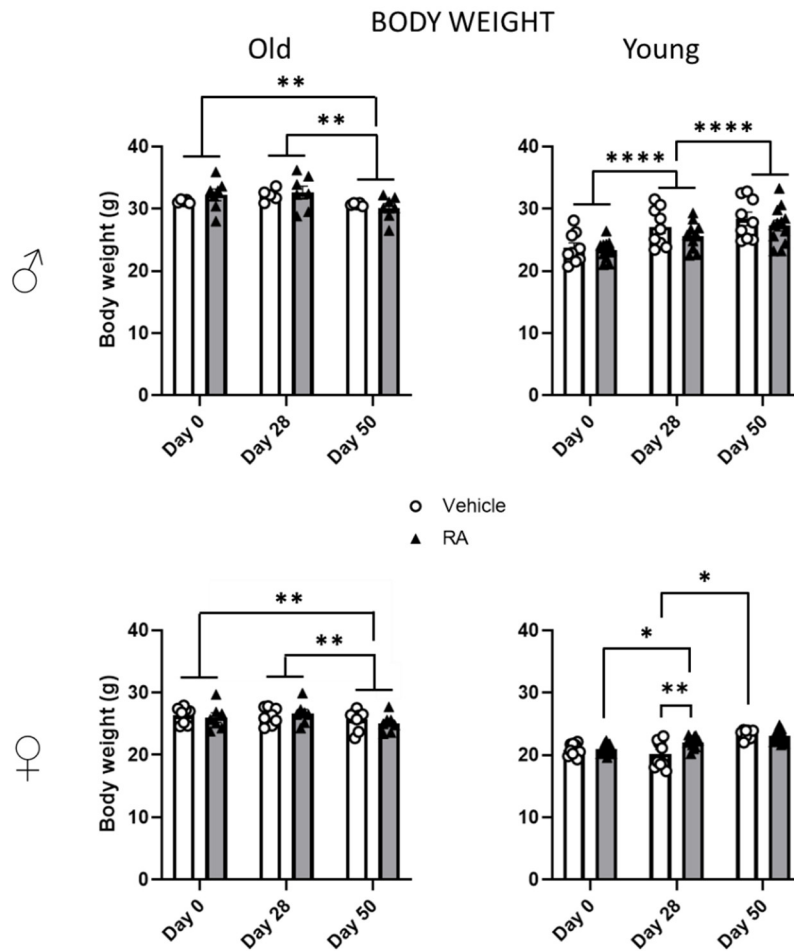 BODY WEIGHT
Old
Young
**
**
****
****
40
30
20
10
0
Body weight (g)
Day 0
Day 28
Day 50
40
30
20
10
0
Day 0
Day 28
Day 50
♂
Vehicle
RA
**
**
*
*
**
40
30
20
10
0
Body weight (g)
Day 0
Day 28
Day 50
40
30
20
10
0
Day 0
Day 28
Day 50
♀